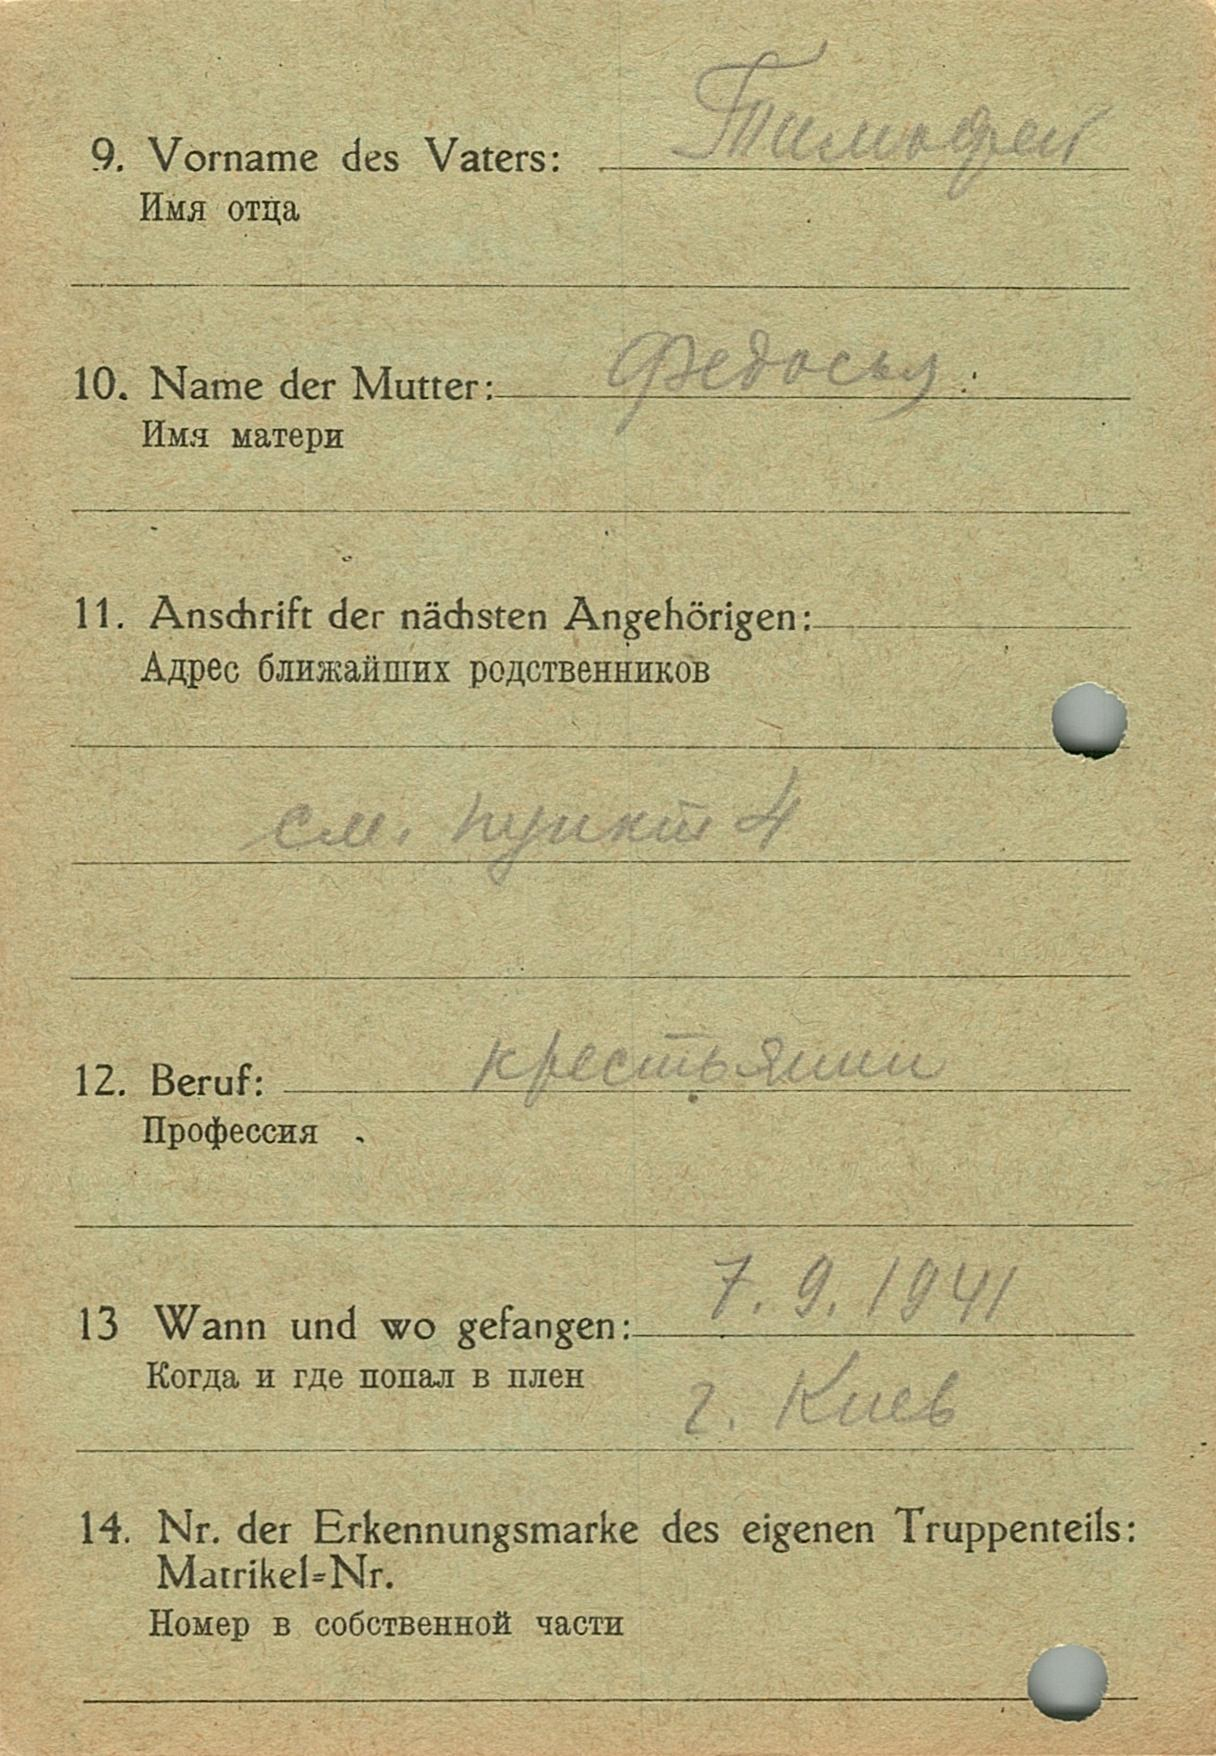 Тимофей
9. Vorname des Vaters:
Имя отца
Федосья
10. Name der Mutter:
Имя матери
11. Anschrift der nächsten Angehörigen:
Адрес ближайших родственников
см. пункт 4
крестьянин
12. Beruf:
Профессия
7.9.1941
13 Wann und wo gefangen:
Когда и где попал в плен
г. Киев
14. Nr. der Erkennungsmarke des eigenen Truppenteils:
Matrikel=Nr.
Номер в собственной части